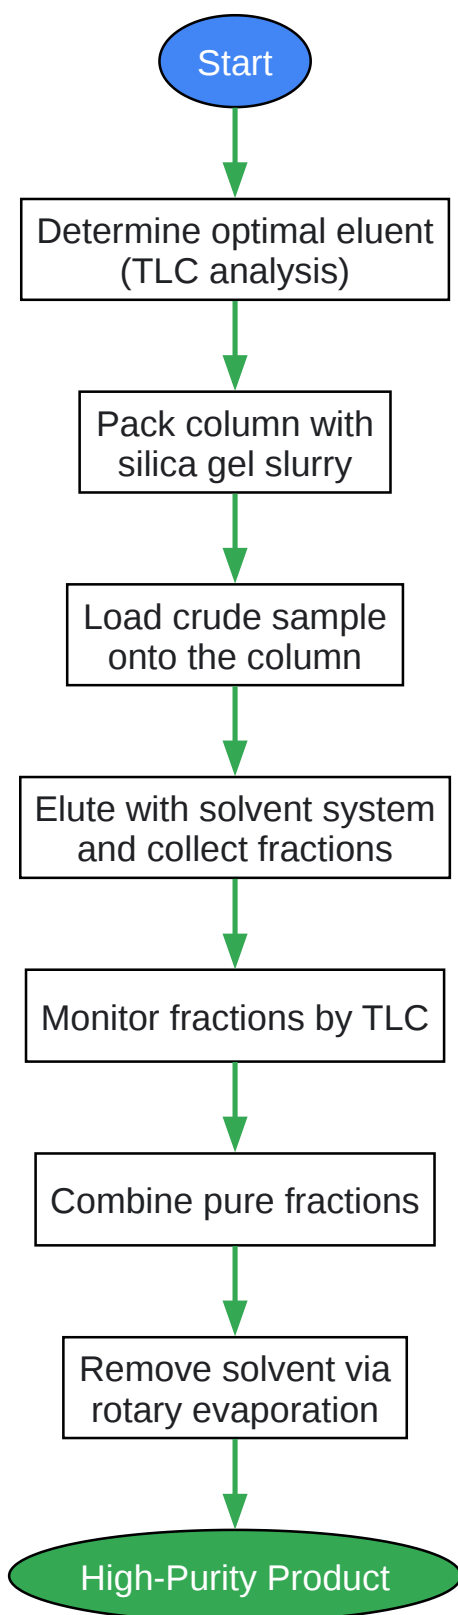 Start
Determine optimal eluent
(TLC analysis)
Pack column with
silica gel slurry
Load crude sample
onto the column
Elute with solvent system
and collect fractions
Monitor fractions by TLC
Combine pure fractions
Remove solvent via
rotary evaporation
High-Purity Product